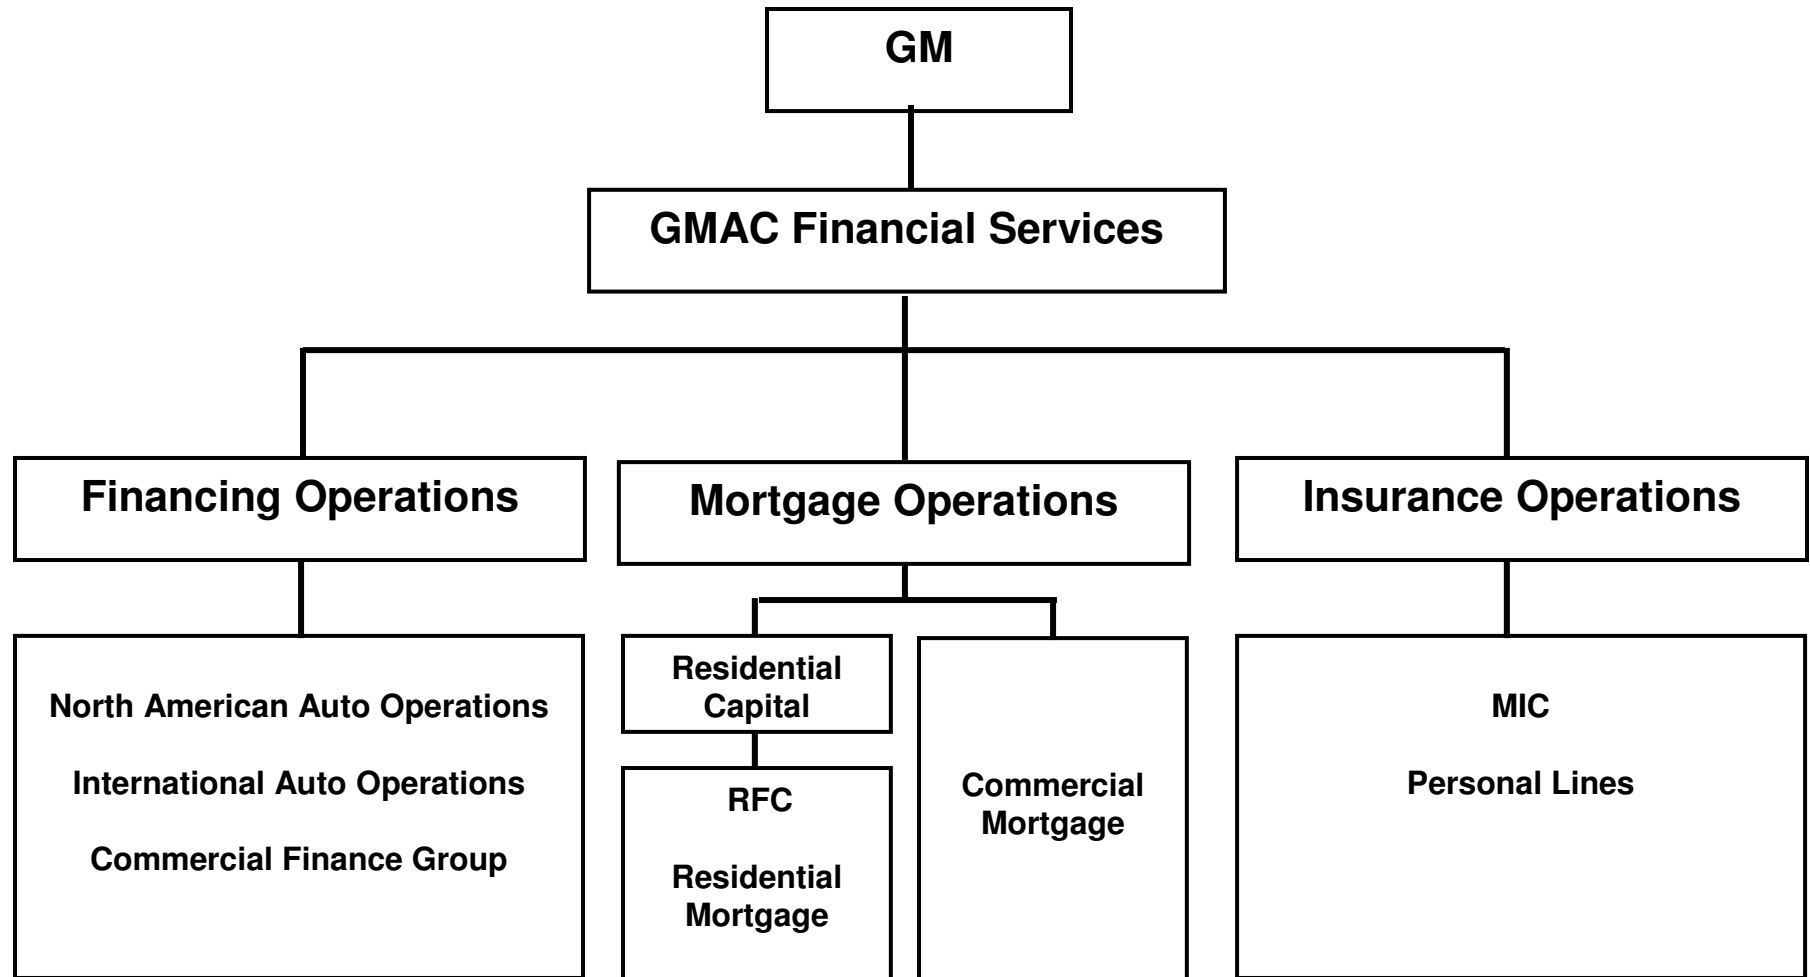 GM
GMAC Financial Services
Financing Operations
Mortgage Operations
Insurance Operations
North American Auto Operations
International Auto Operations
Commercial Finance Group
Residential
Capital
RFC
Residential
Mortgage
Commercial
Mortgage
MIC
Personal Lines